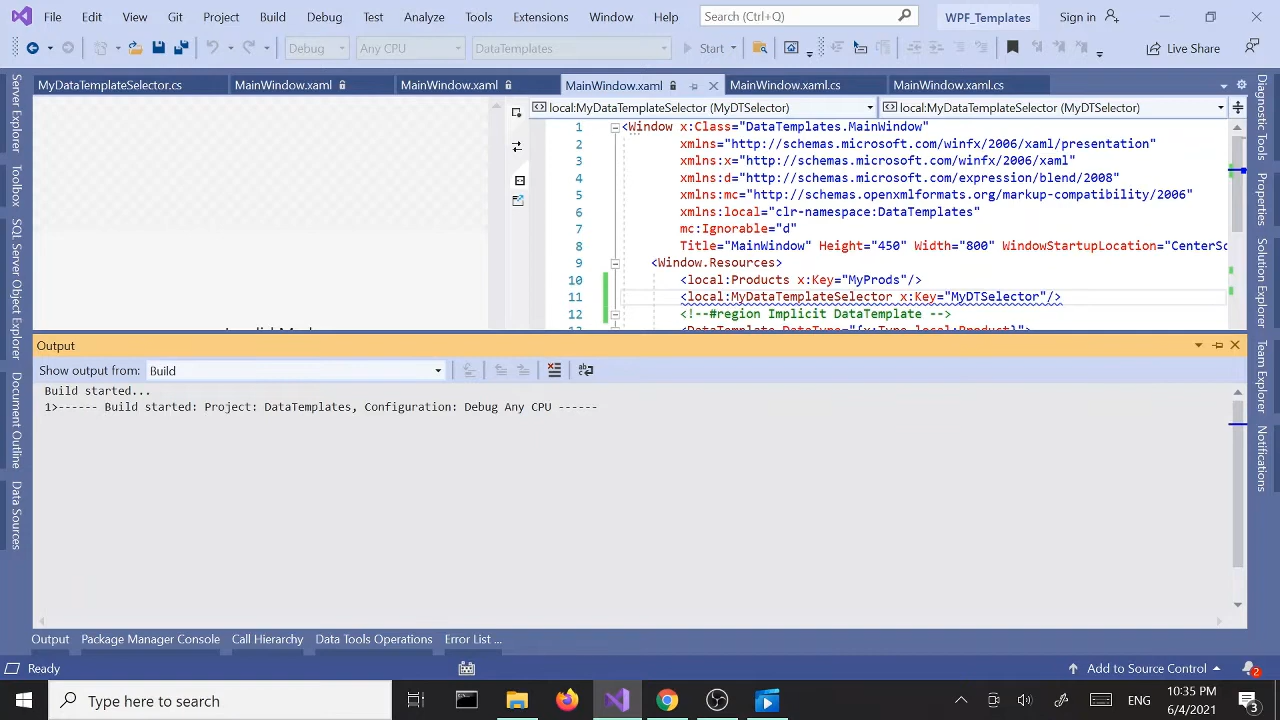 File Edit View Git Project Build Debug Test Analyze Tools Extensions Window Help Search (Ctrl+Q) WPF_Templates Sign in
Debug Any CPU DataTemplates Start Live Share
MyDataTemplateSelector.cs MainWindow.xaml MainWindow.xaml MainWindow.xaml MainWindow.xaml.cs MainWindow.xaml.cs
local:MyDataTemplateSelector (MyDTSelector) local:MyDataTemplateSelector (MyDTSelector)
1 <Window x:Class="DataTemplates.MainWindow"
2 xmlns="http://schemas.microsoft.com/winfx/2006/xaml/presentation"
3 xmlns:x="http://schemas.microsoft.com/winfx/2006/xaml"
4 xmlns:d="http://schemas.microsoft.com/expression/blend/2008"
5 xmlns:mc="http://schemas.openxmlformats.org/markup-compatibility/2006"
6 xmlns:local="clr-namespace:DataTemplates"
7 mc:Ignorable="d"
8 Title="MainWindow" Height="450" Width="800" WindowStartupLocation="CenterSc
9 <Window.Resources>
10 <local:Products x:Key="MyProds"/>
11 <local:MyDataTemplateSelector x:Key="MyDTSelector"/>
12 <!--#region Implicit DataTemplate -->
<DataTemplate DataType="{x:Type local:Product}">
Server Explorer
Toolbox
SQL Server Object Explorer
Document Outline
Data Sources
Diagnostic Tools
Properties
Solution Explorer
Team Explorer
Notifications
Output
Show output from: Build
Build started...
1>------ Build started: Project: DataTemplates, Configuration: Debug Any CPU ------
Output Package Manager Console Call Hierarchy Data Tools Operations Error List ...
Ready Add to Source Control 2
Type here to search ENG
6/4/2021 3